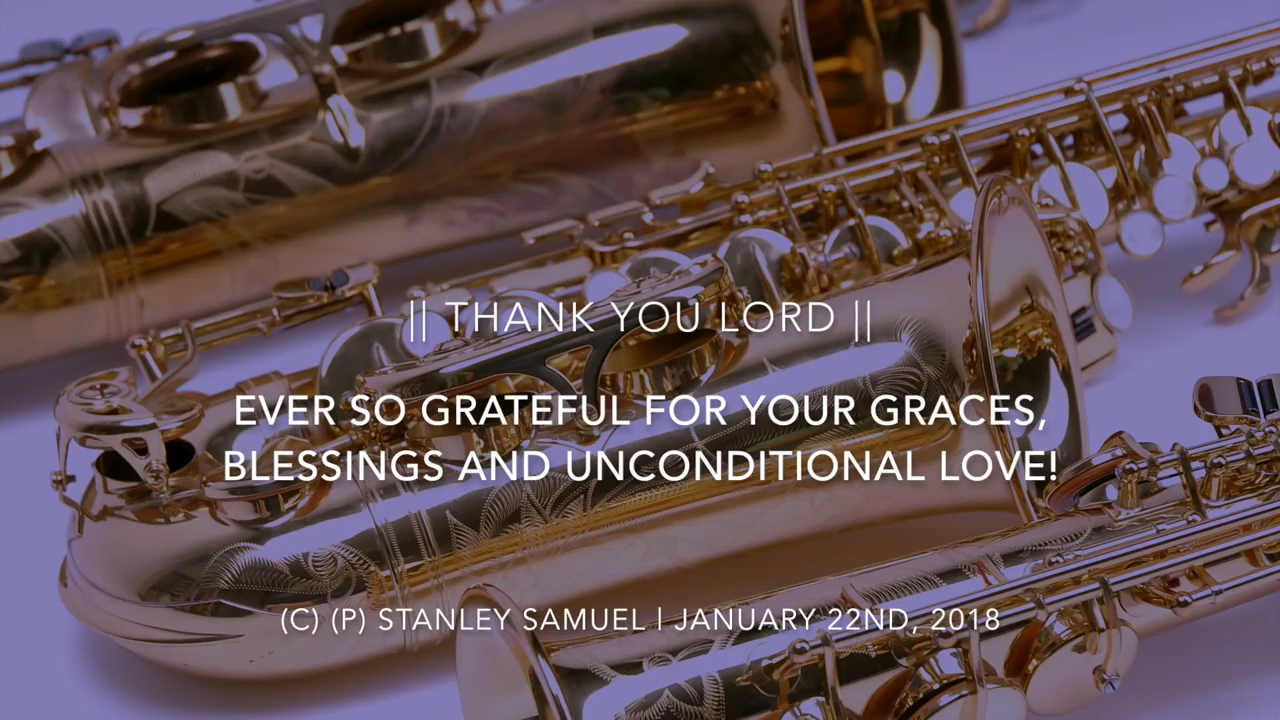 || THANK YOU LORD ||
EVER SO GRATEFUL FOR YOUR GRACES,
BLESSINGS AND UNCONDITIONAL LOVE!
(C) (P) STANLEY SAMUEL | JANUARY 22ND, 2018